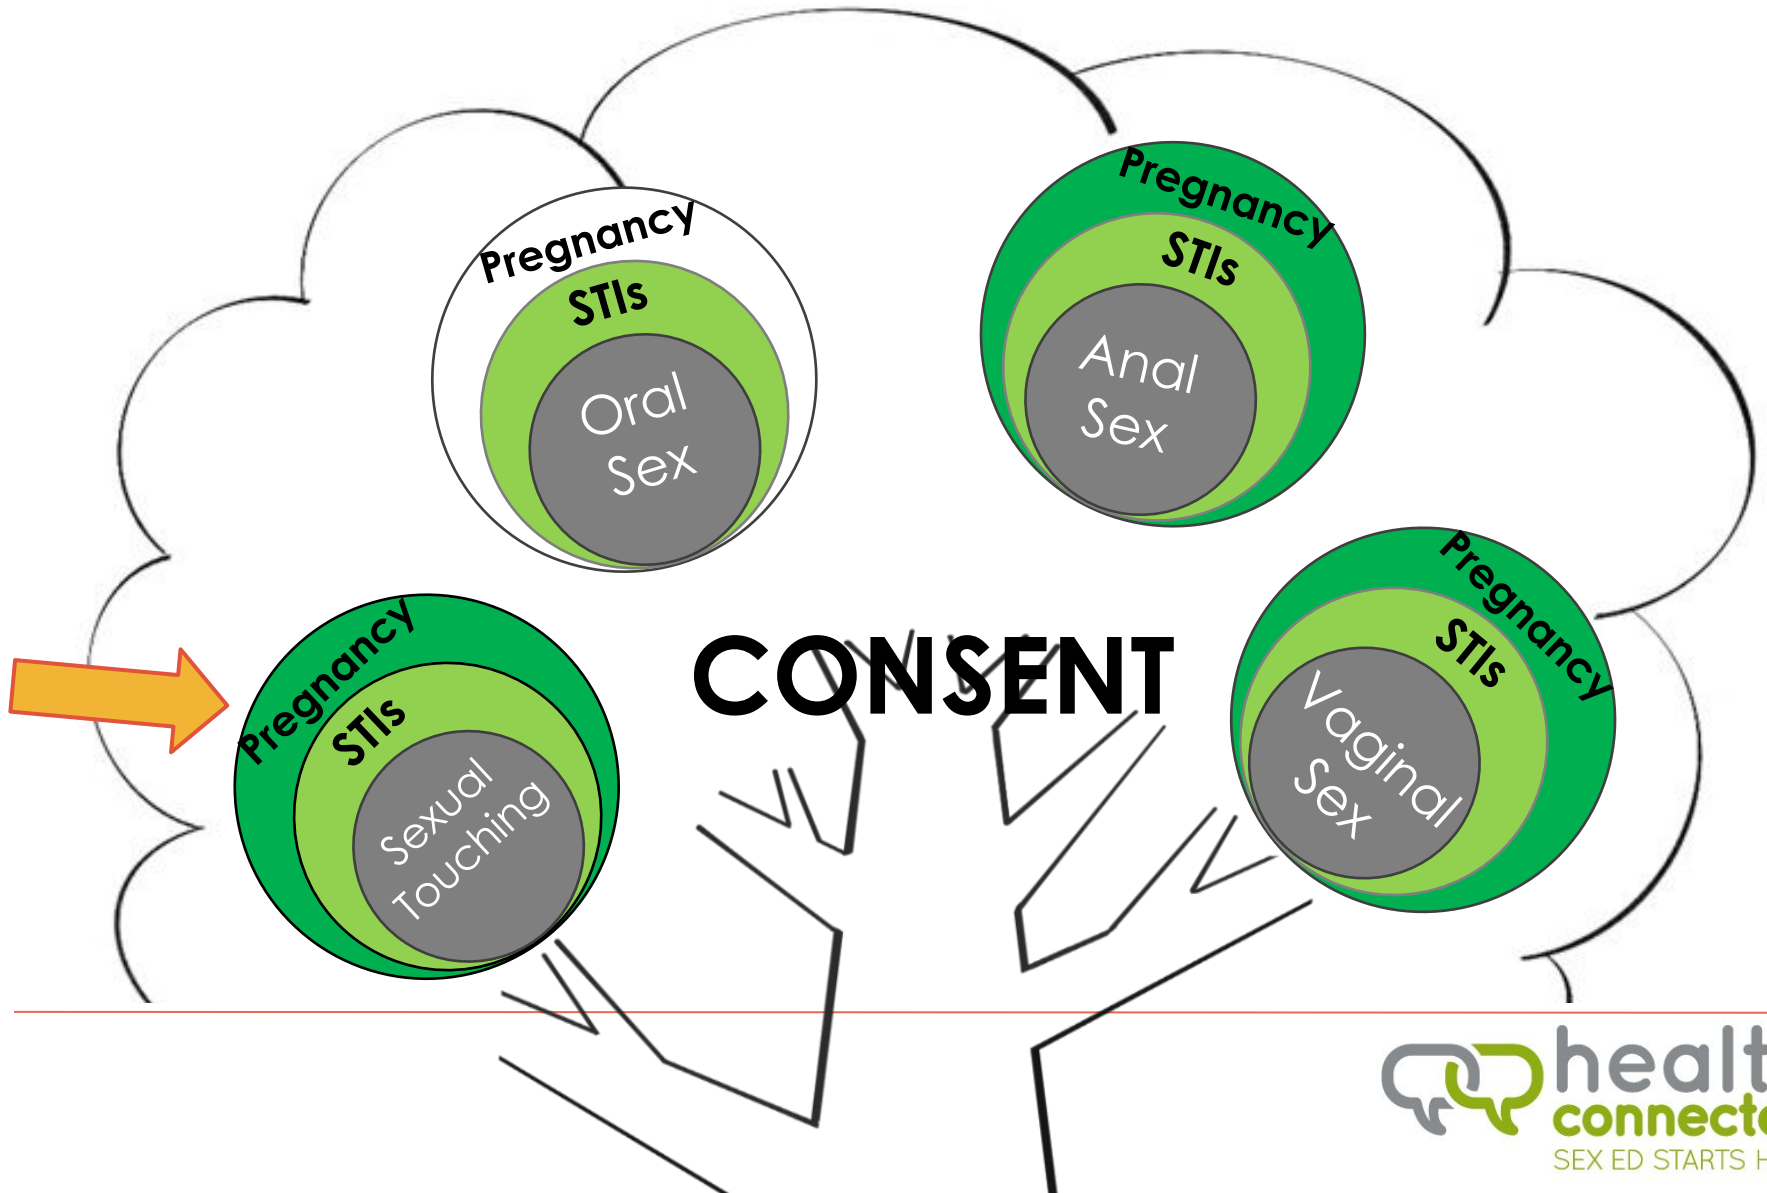 Pregnancy
STIs
Oral
Sex
Pregnancy
STIs
Anal
Sex
Pregnancy
STIs
Sexual
Touching
CONSENT
Pregnancy
STIs
Vaginal
Sex
healt
connecte
SEX ED STARTS H